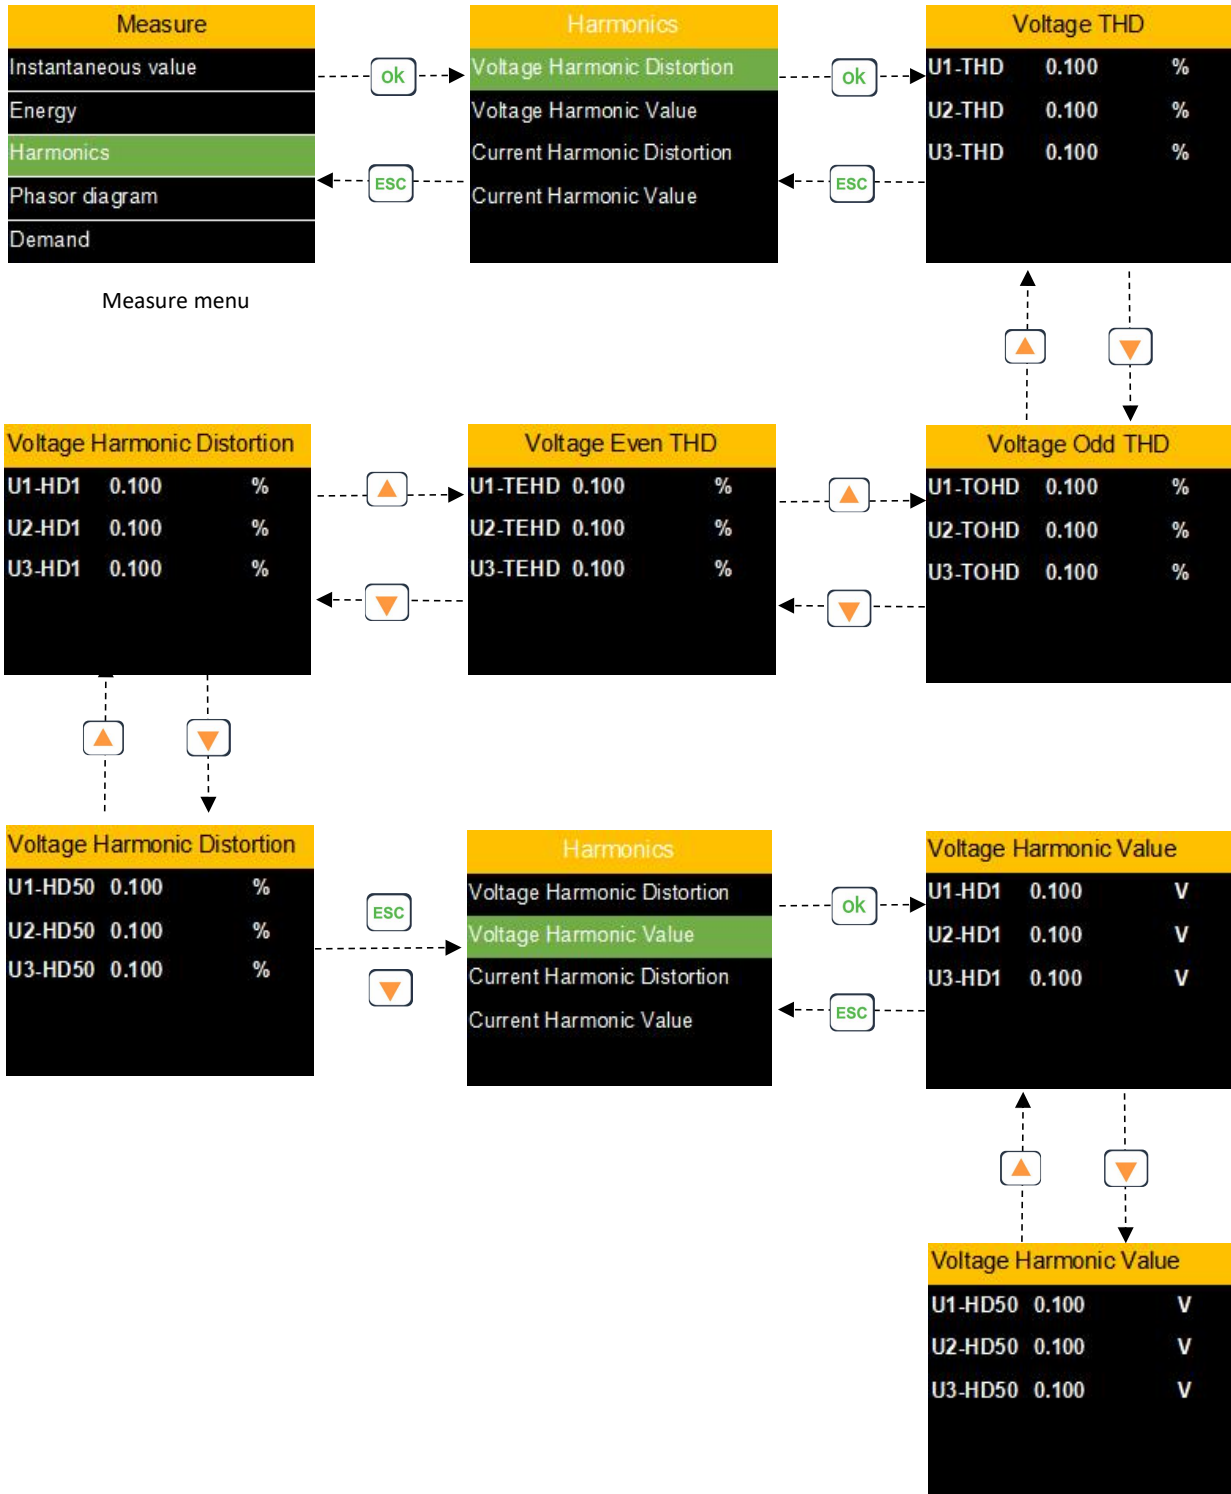 Measure
Instantaneous value
Energy
Harmonics
Phasor diagram
Demand
Measure menu
ok
ESC
Harmonics
Voltage Harmonic Distortion
Voltage Harmonic Value
Current Harmonic Distortion
Current Harmonic Value
ok
ESC
Voltage THD
U1-THD 0.100 %
U2-THD 0.100 %
U3-THD 0.100 %
Voltage Harmonic Distortion
U1-HD1 0.100 %
U2-HD1 0.100 %
U3-HD1 0.100 %
Voltage Even THD
U1-TEHD 0.100 %
U2-TEHD 0.100 %
U3-TEHD 0.100 %
Voltage Odd THD
U1-TOHD 0.100 %
U2-TOHD 0.100 %
U3-TOHD 0.100 %
Voltage Harmonic Distortion
U1-HD50 0.100 %
U2-HD50 0.100 %
U3-HD50 0.100 %
ESC
Harmonics
Voltage Harmonic Distortion
Voltage Harmonic Value
Current Harmonic Distortion
Current Harmonic Value
ok
ESC
Voltage Harmonic Value
U1-HD1 0.100 V
U2-HD1 0.100 V
U3-HD1 0.100 V
Voltage Harmonic Value
U1-HD50 0.100 V
U2-HD50 0.100 V
U3-HD50 0.100 V